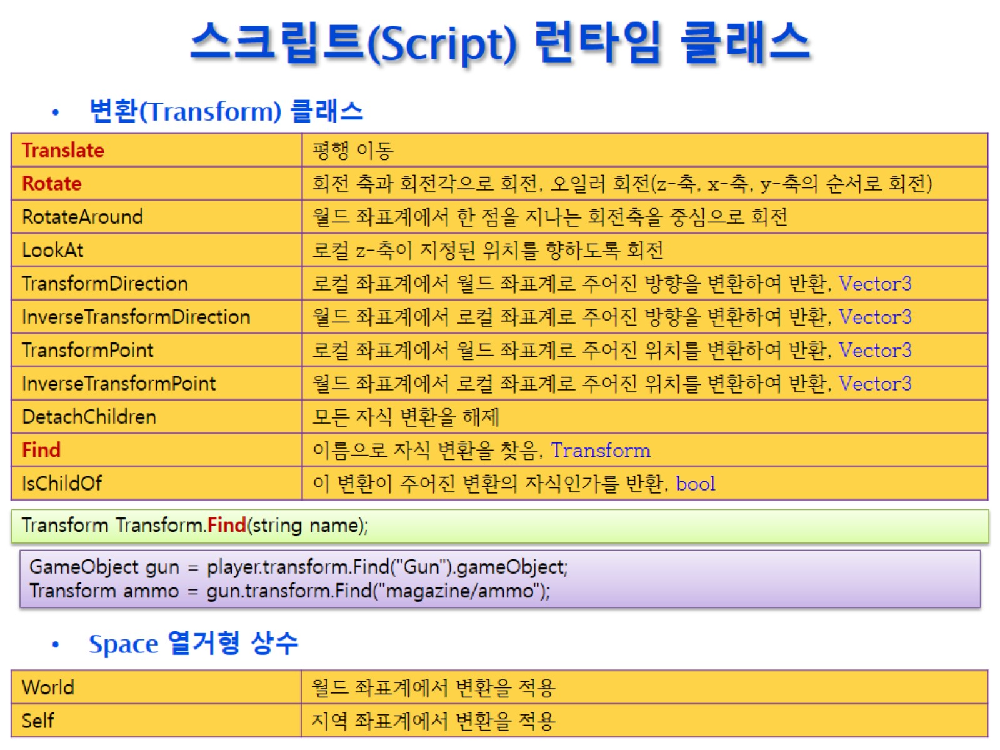 스크립트(Script) 런타임 클래스
• 변환(Transform) 클래스
Translate 평행 이동
Rotate 회전 축과 회전각으로 회전, 오일러 회전(z-축, x-축, y-축의 순서로 회전)
RotateAround 월드 좌표계에서 한 점을 지나는 회전축을 중심으로 회전
LookAt 로컬 z-축이 지정된 위치를 향하도록 회전
TransformDirection 로컬 좌표계에서 월드 좌표계로 주어진 방향을 변환하여 반환, Vector3
InverseTransformDirection 월드 좌표계에서 로컬 좌표계로 주어진 방향을 변환하여 반환, Vector3
TransformPoint 로컬 좌표계에서 월드 좌표계로 주어진 위치를 변환하여 반환, Vector3
InverseTransformPoint 월드 좌표계에서 로컬 좌표계로 주어진 위치를 변환하여 반환, Vector3
DetachChildren 모든 자식 변환을 해제
Find 이름으로 자식 변환을 찾음, Transform
IsChildOf 이 변환이 주어진 변환의 자식인가를 반환, bool
Transform Transform.Find(string name);
GameObject gun = player.transform.Find("Gun").gameObject;
Transform ammo = gun.transform.Find("magazine/ammo");
• Space 열거형 상수
World 월드 좌표계에서 변환을 적용
Self 지역 좌표계에서 변환을 적용